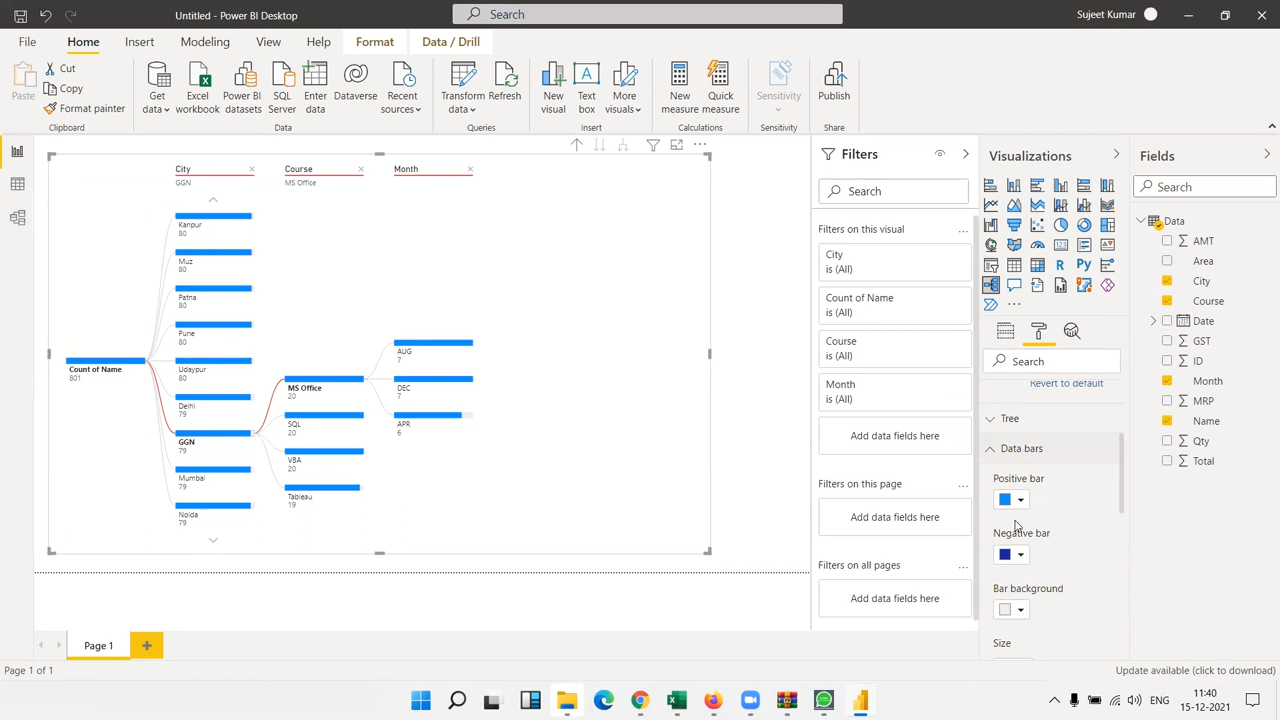 Untitled - Power BI Desktop
Search
Sujeet Kumar
File
Home
Insert
Modeling
View
Help
Format
Data / Drill
Paste
Cut
Copy
Format painter
Clipboard
Get data
Excel workbook
Power BI datasets
SQL Server
Enter data
Dataverse
Recent sources
Data
Transform data
Refresh
Queries
New visual
Text box
More visuals
Insert
New measure
Quick measure
Calculations
Sensitivity
Sensitivity
Publish
Share
City
GGN
Course
MS Office
Month
Kanpur
80
Muz
80
Patna
80
Pune
80
Udaypur
80
Delhi
79
GGN
79
Mumbai
79
Noida
79
Count of Name
801
MS Office
20
SQL
20
VBA
20
Tableau
19
AUG
7
DEC
7
APR
6
Filters
Search
Filters on this visual
City
is (All)
Count of Name
is (All)
Course
is (All)
Month
is (All)
Add data fields here
Filters on this page
Add data fields here
Filters on all pages
Add data fields here
Visualizations
R
Py
123
Search
Revert to default
Tree
Data bars
Positive bar
Negative bar
Bar background
Size
Fields
Search
Data
AMT
Area
City
Course
Date
GST
ID
Month
MRP
Name
Qty
Total
Page 1
Page 1 of 1
Update available (click to download)
ENG
11:40
15-12-2021